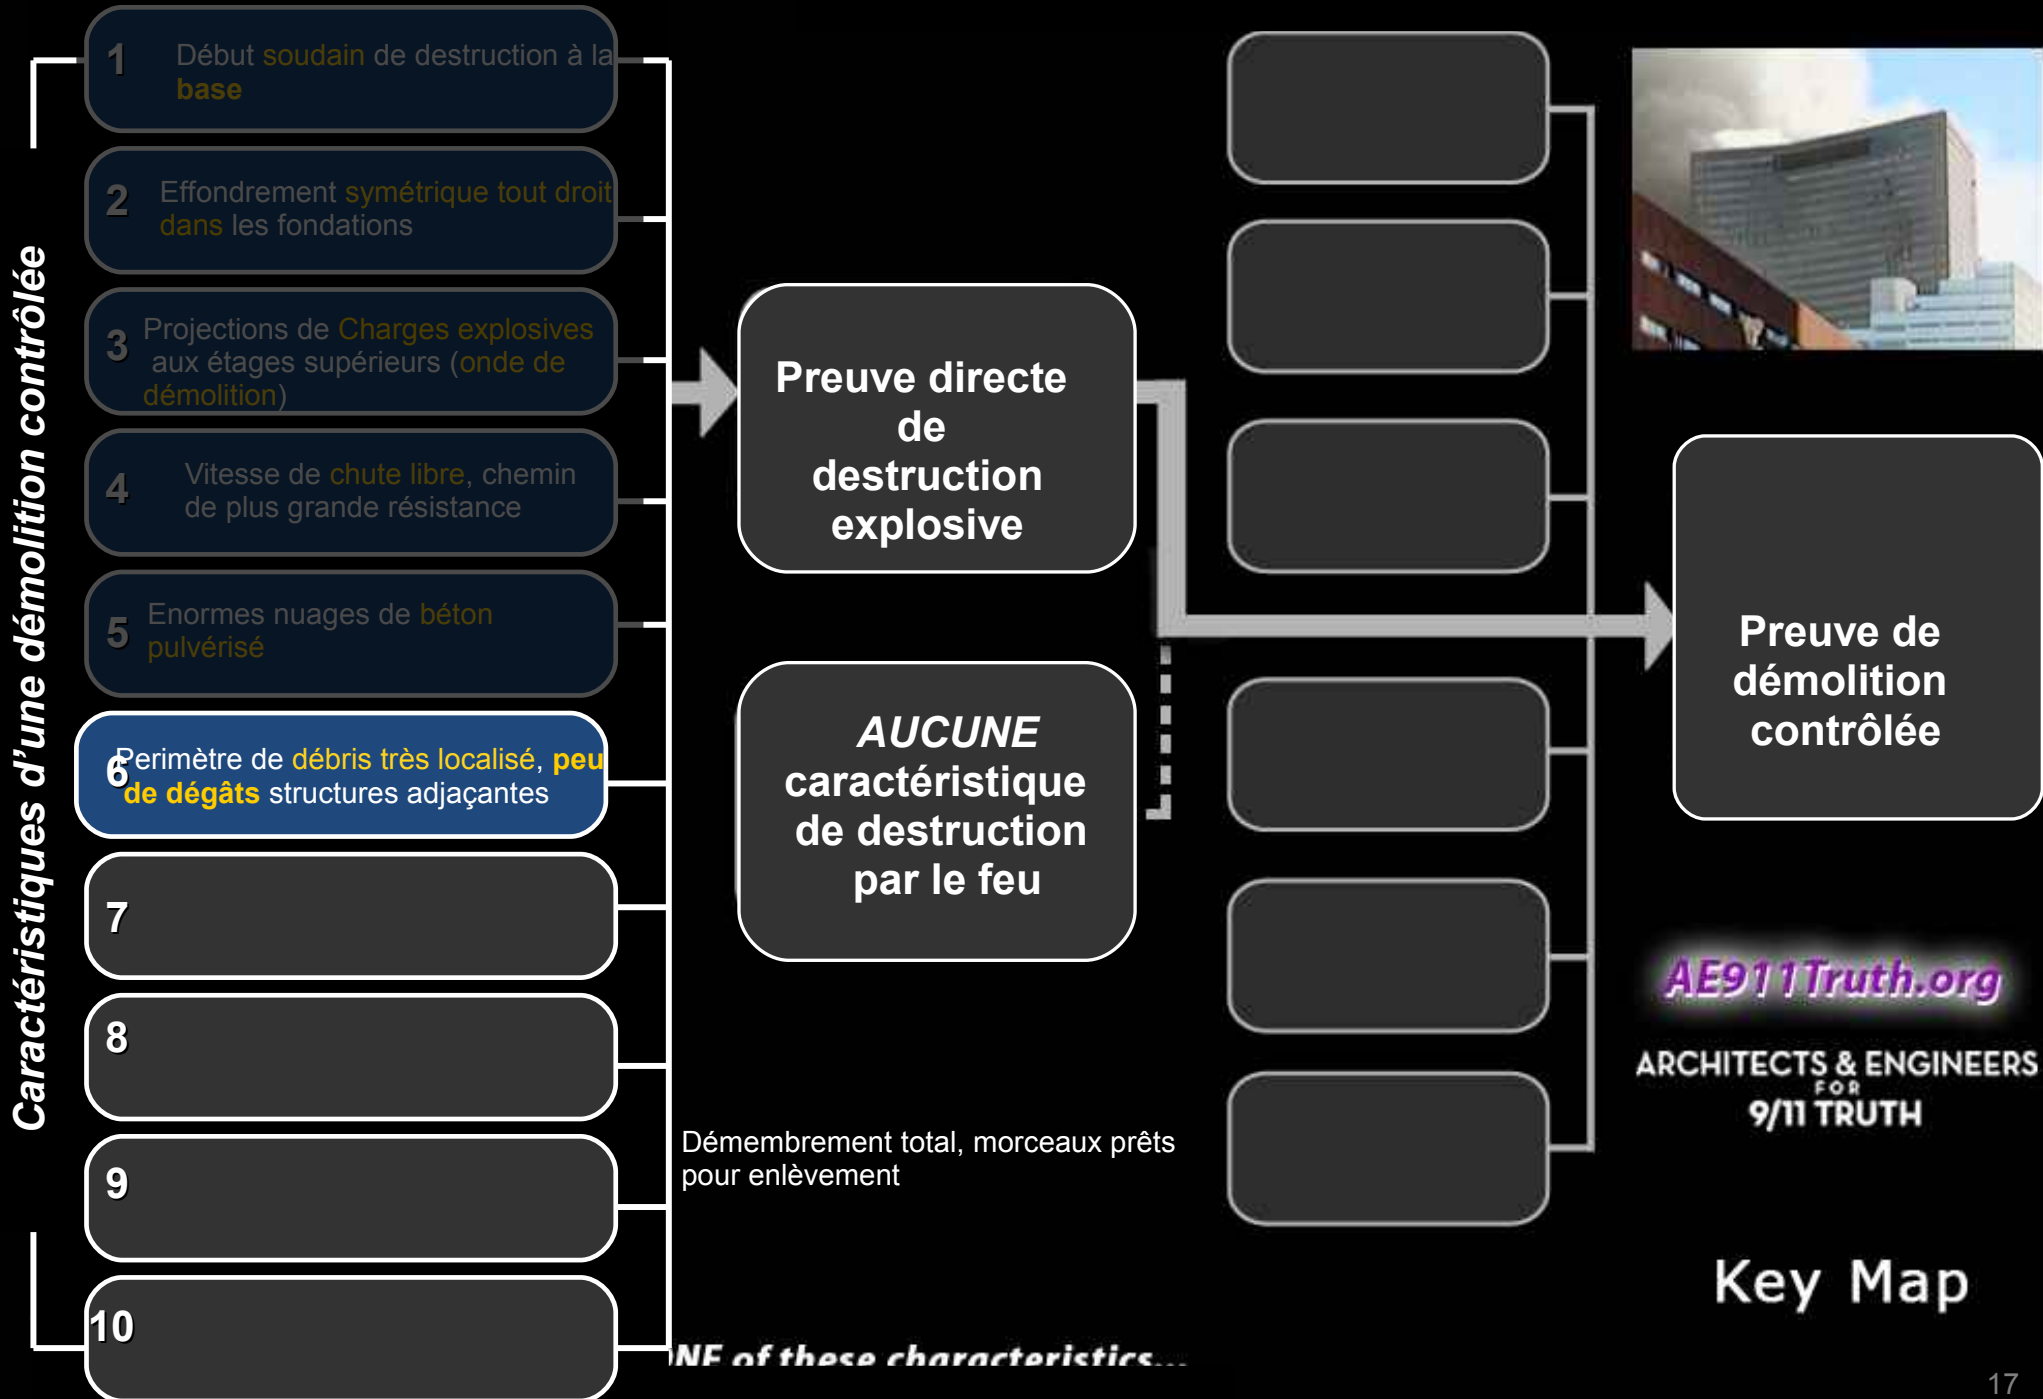 Caractéristiques d'une démolition contrôlée
1
Début soudain de destruction à la
base
2
Effondrement symétrique tout droit
dans les fondations
3
Projections de Charges explosives
aux étages supérieurs (onde de
démolition)
4
Vitesse de chute libre, chemin
de plus grande résistance
5
Enormes nuages de béton
pulvérisé
6
Perimètre de débris très localisé, peu
de dégâts structures adjaçantes
7
8
9
10
Preuve directe
de
destruction
explosive
AUCUNE
caractéristique
de destruction
par le feu
Démembrement total, morceaux prêts
pour enlèvement
of these characteristics...
Preuve de
démolition
contrôlée
AE911Truth.org
ARCHITECTS & ENGINEERS
FOR
9/11 TRUTH
Key Map
17